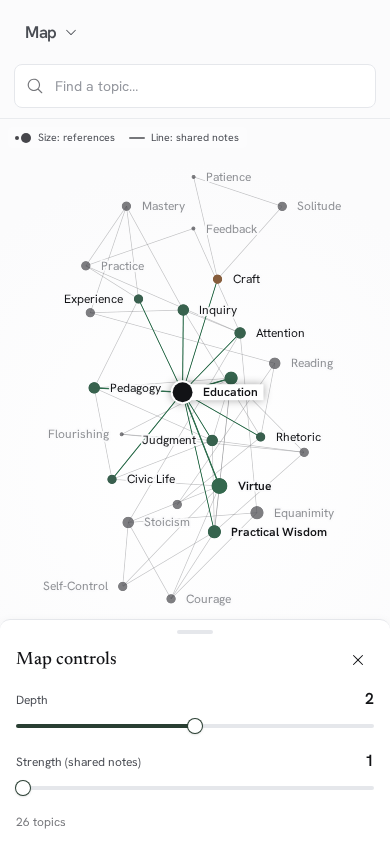 Map
Find a topic...
Size: references
Line: shared notes
Patience
Mastery
Solitude
Feedback
Practice
Craft
Experience
Inquiry
Attention
Reading
Pedagogy
Education
Flourishing
Judgment
Rhetoric
Civic Life
Virtue
Stoicism
Equanimity
Practical Wisdom
Self-Control
Courage
Map controls
Depth 2
Strength (shared notes) 1
26 topics